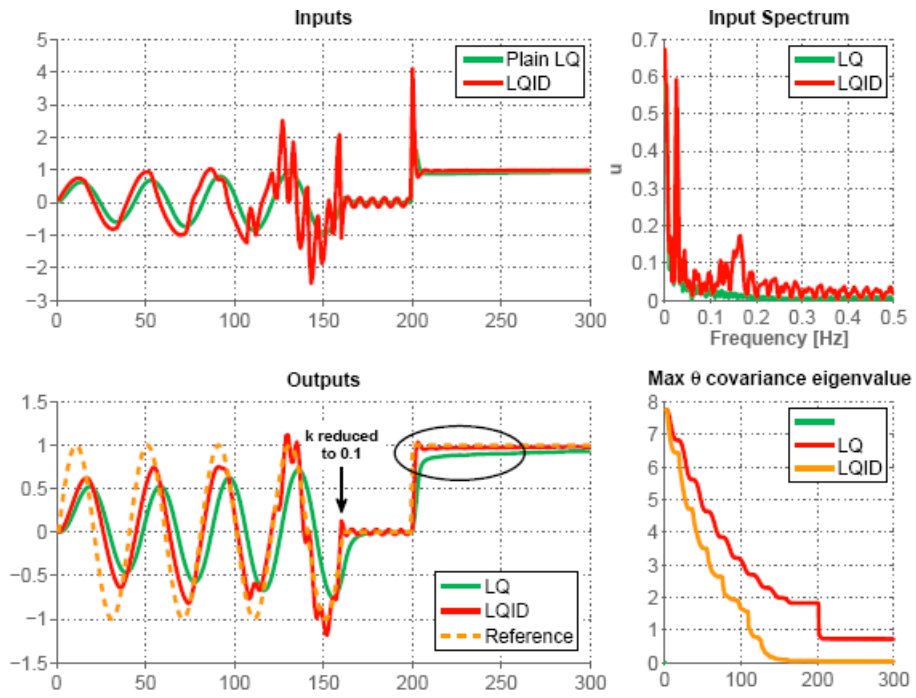 Inputs
5
4
3
2
1
0
−1
−2
−3
0 50 100 150 200 250 300
Plain LQ
LQID
Input Spectrum
u
0.7
0.6
0.5
0.4
0.3
0.2
0.1
0
0 0.1 0.2 0.3 0.4 0.5
Frequency [Hz]
LQ
LQID
Outputs
1.5
1
0.5
0
−0.5
−1
−1.5
0 50 100 150 200 250 300
k reduced
to 0.1
LQ
LQID
Reference
Max θ covariance eigenvalue
8
7
6
5
4
3
2
1
0
0 100 200 300
LQ
LQID